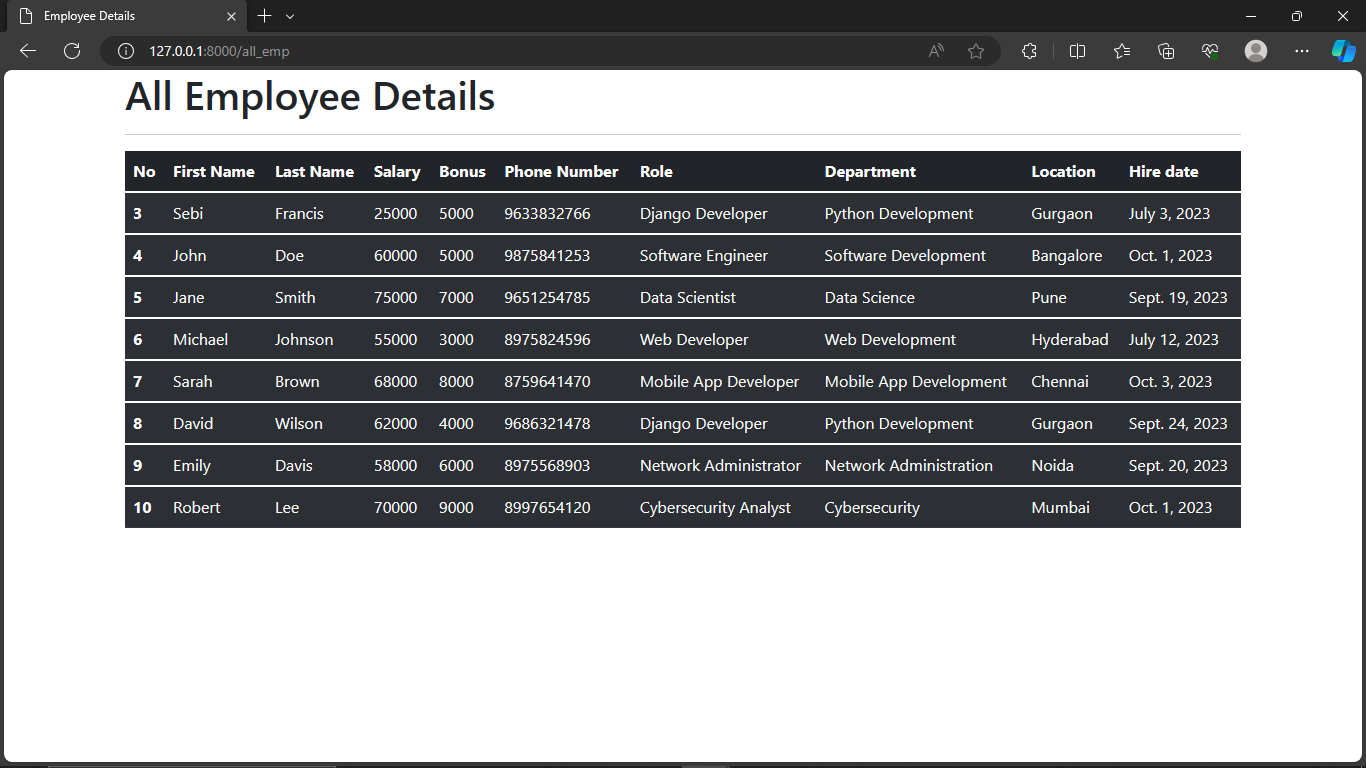 Employee Details
127.0.0.1:8000/all_emp
All Employee Details
No First Name Last Name Salary Bonus Phone Number Role Department Location Hire date
3 Sebi Francis 25000 5000 9633832766 Django Developer Python Development Gurgaon July 3, 2023
4 John Doe 60000 5000 9875841253 Software Engineer Software Development Bangalore Oct. 1, 2023
5 Jane Smith 75000 7000 9651254785 Data Scientist Data Science Pune Sept. 19, 2023
6 Michael Johnson 55000 3000 8975824596 Web Developer Web Development Hyderabad July 12, 2023
7 Sarah Brown 68000 8000 8759641470 Mobile App Developer Mobile App Development Chennai Oct. 3, 2023
8 David Wilson 62000 4000 9686321478 Django Developer Python Development Gurgaon Sept. 24, 2023
9 Emily Davis 58000 6000 8975568903 Network Administrator Network Administration Noida Sept. 20, 2023
10 Robert Lee 70000 9000 8997654120 Cybersecurity Analyst Cybersecurity Mumbai Oct. 1, 2023